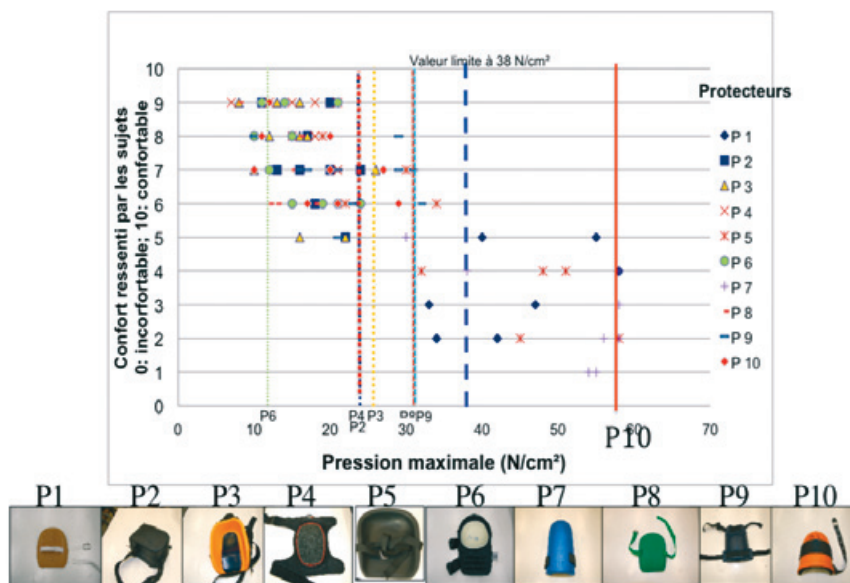 Valeur limite à 38 N/cm²
Confort ressenti par les sujets
0: incorfortable; 10: confortable
10
9
8
7
6
5
4
3
2
1
0
Protecteurs
P 1
P 2
P 3
P 4
P 5
P 6
P 7
P 8
P 9
P 10
P6
P4
P2
P3
P9
P10
0
10
20
30
40
50
60
70
Pression maximale (N/cm²)
P1
P2
P3
P4
P5
P6
P7
P8
P9
P10